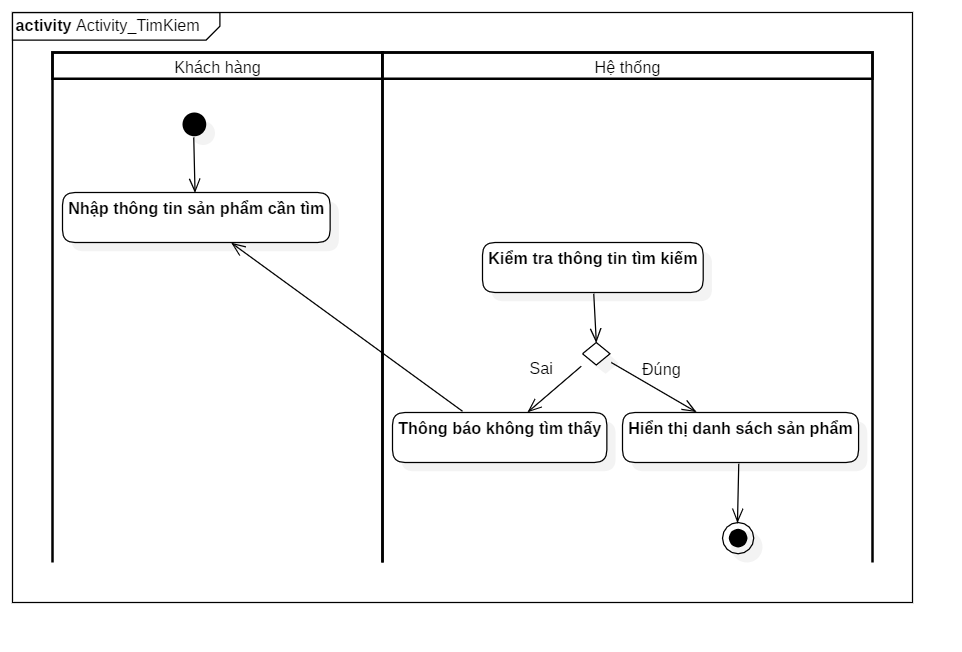 activity Activity_TimKiem
Khách hàng
Hệ thống
Nhập thông tin sản phẩm cần tìm
Kiểm tra thông tin tìm kiếm
Sai
Đúng
Thông báo không tìm thấy
Hiển thị danh sách sản phẩm